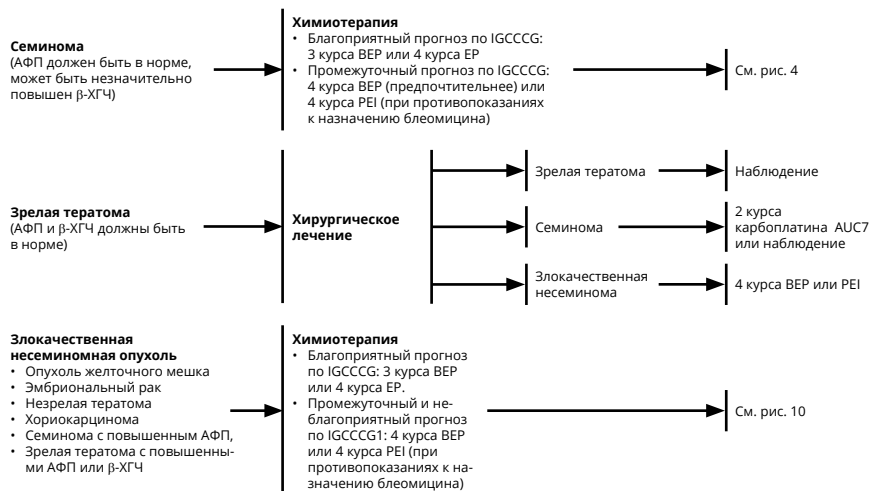 Семинома
(АФП должен быть в норме,
может быть незначительно
повышен β-ХГЧ)
Химиотерапия
• Благоприятный прогноз по IGCCCG:
3 курса BEP или 4 курса EP
• Промежуточный прогноз по IGCCCG:
4 курса BEP (предпочтительнее) или
4 курса PEI (при противопоказаниях
к назначению блеомицина)
См. рис. 4
Зрелая тератома
(АФП и β-ХГЧ должны быть
в норме)
Хирургическое
лечение
Зрелая тератома
Наблюдение
Семинома
2 курса
карбоплатина AUC7
или наблюдение
Злокачественная
несеминома
4 курса BEP или PEI
Злокачественная
несеминомная опухоль
• Опухоль желточного мешка
• Эмбриональный рак
• Незрелая тератома
• Хориокарцинома
• Семинома с повышенным АФП,
• Зрелая тератома с повышенны-
ми АФП или β-ХГЧ
Химиотерапия
• Благоприятный прогноз
по IGCCCG: 3 курса BEP
или 4 курса EP.
• Промежуточный и не-
благоприятный прогноз
по IGCCCG1: 4 курса BEP
или 4 курса PEI (при
противопоказаниях к на-
значению блеомицина)
См. рис. 10